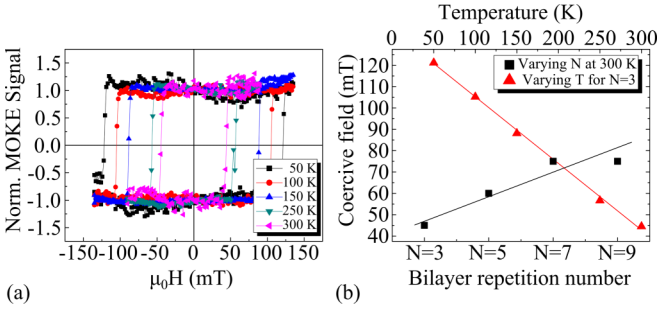 Norm. MOKE Signal
1.5
1.0
0.5
0.0
-0.5
-1.0
-1.5
-150 -100 -50 0 50 100 150
μ₀H (mT)
50 K
100 K
150 K
250 K
300 K
(a)
Temperature (K)
0 50 100 150 200 250 300
Coercive field (mT)
120
110
100
90
80
70
60
50
40
Varying N at 300 K
Varying T for N=3
N=3 N=5 N=7 N=9
Bilayer repetition number
(b)